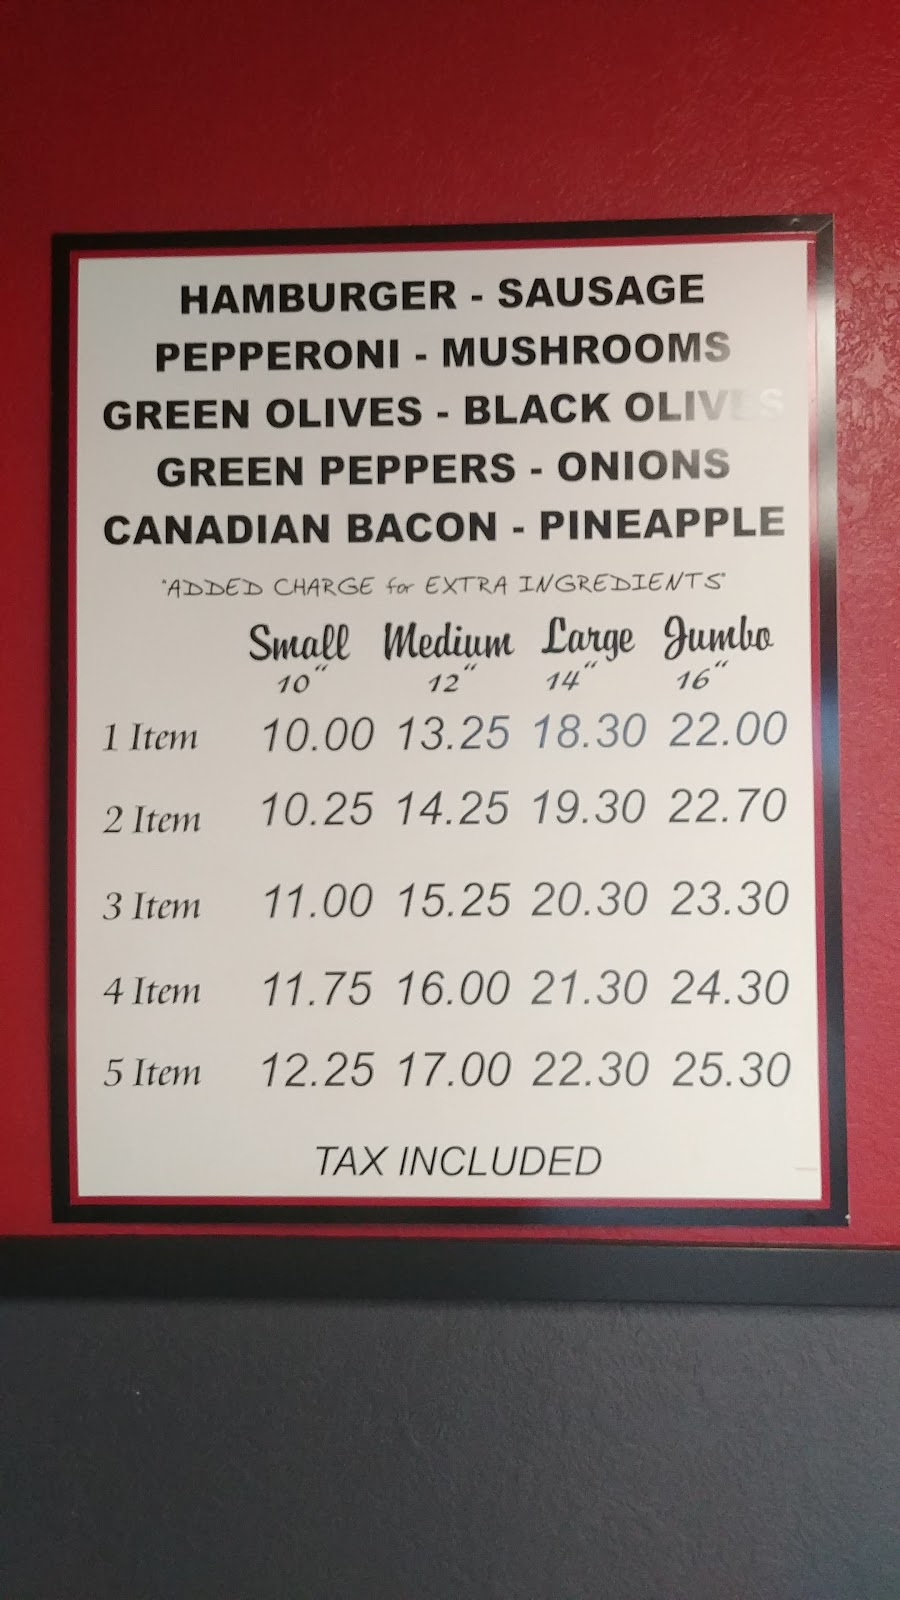 HAMBURGER - SAUSAGE
PEPPERONI - MUSHROOMS
GREEN OLIVES - BLACK OLIVES
GREEN PEPPERS - ONIONS
CANADIAN BACON - PINEAPPLE
"ADDED CHARGE for EXTRA INGREDIENTS"
Small Medium Large Jumbo
10" 12" 14" 16"
1 Item 10.00 13.25 18.30 22.00
2 Item 10.25 14.25 19.30 22.70
3 Item 11.00 15.25 20.30 23.30
4 Item 11.75 16.00 21.30 24.30
5 Item 12.25 17.00 22.30 25.30
TAX INCLUDED